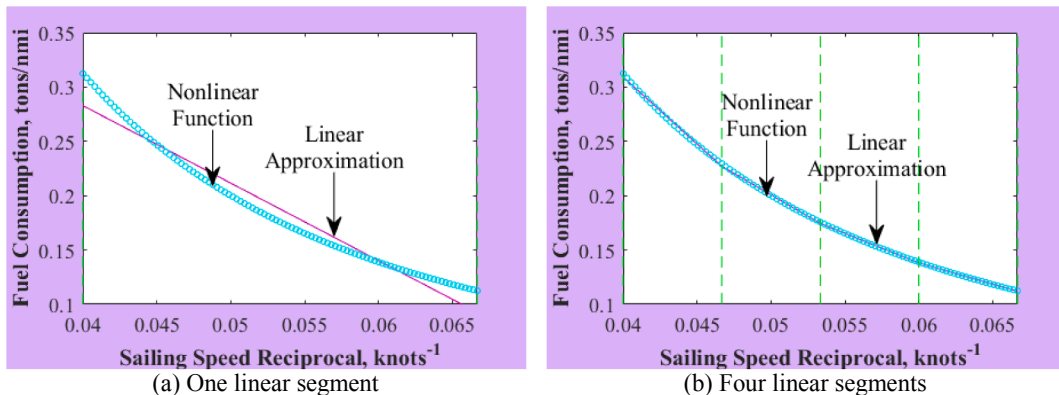 0.35
0.3
0.25
0.2
0.15
0.1
Fuel Consumption, tons/nmi
Nonlinear
Function
Linear
Approximation
0.04
0.045
0.05
0.055
0.06
0.065
Sailing Speed Reciprocal, knots⁻¹
(a) One linear segment
0.35
0.3
0.25
0.2
0.15
0.1
Fuel Consumption, tons/nmi
Nonlinear
Function
Linear
Approximation
0.04
0.045
0.05
0.055
0.06
0.065
Sailing Speed Reciprocal, knots⁻¹
(b) Four linear segments